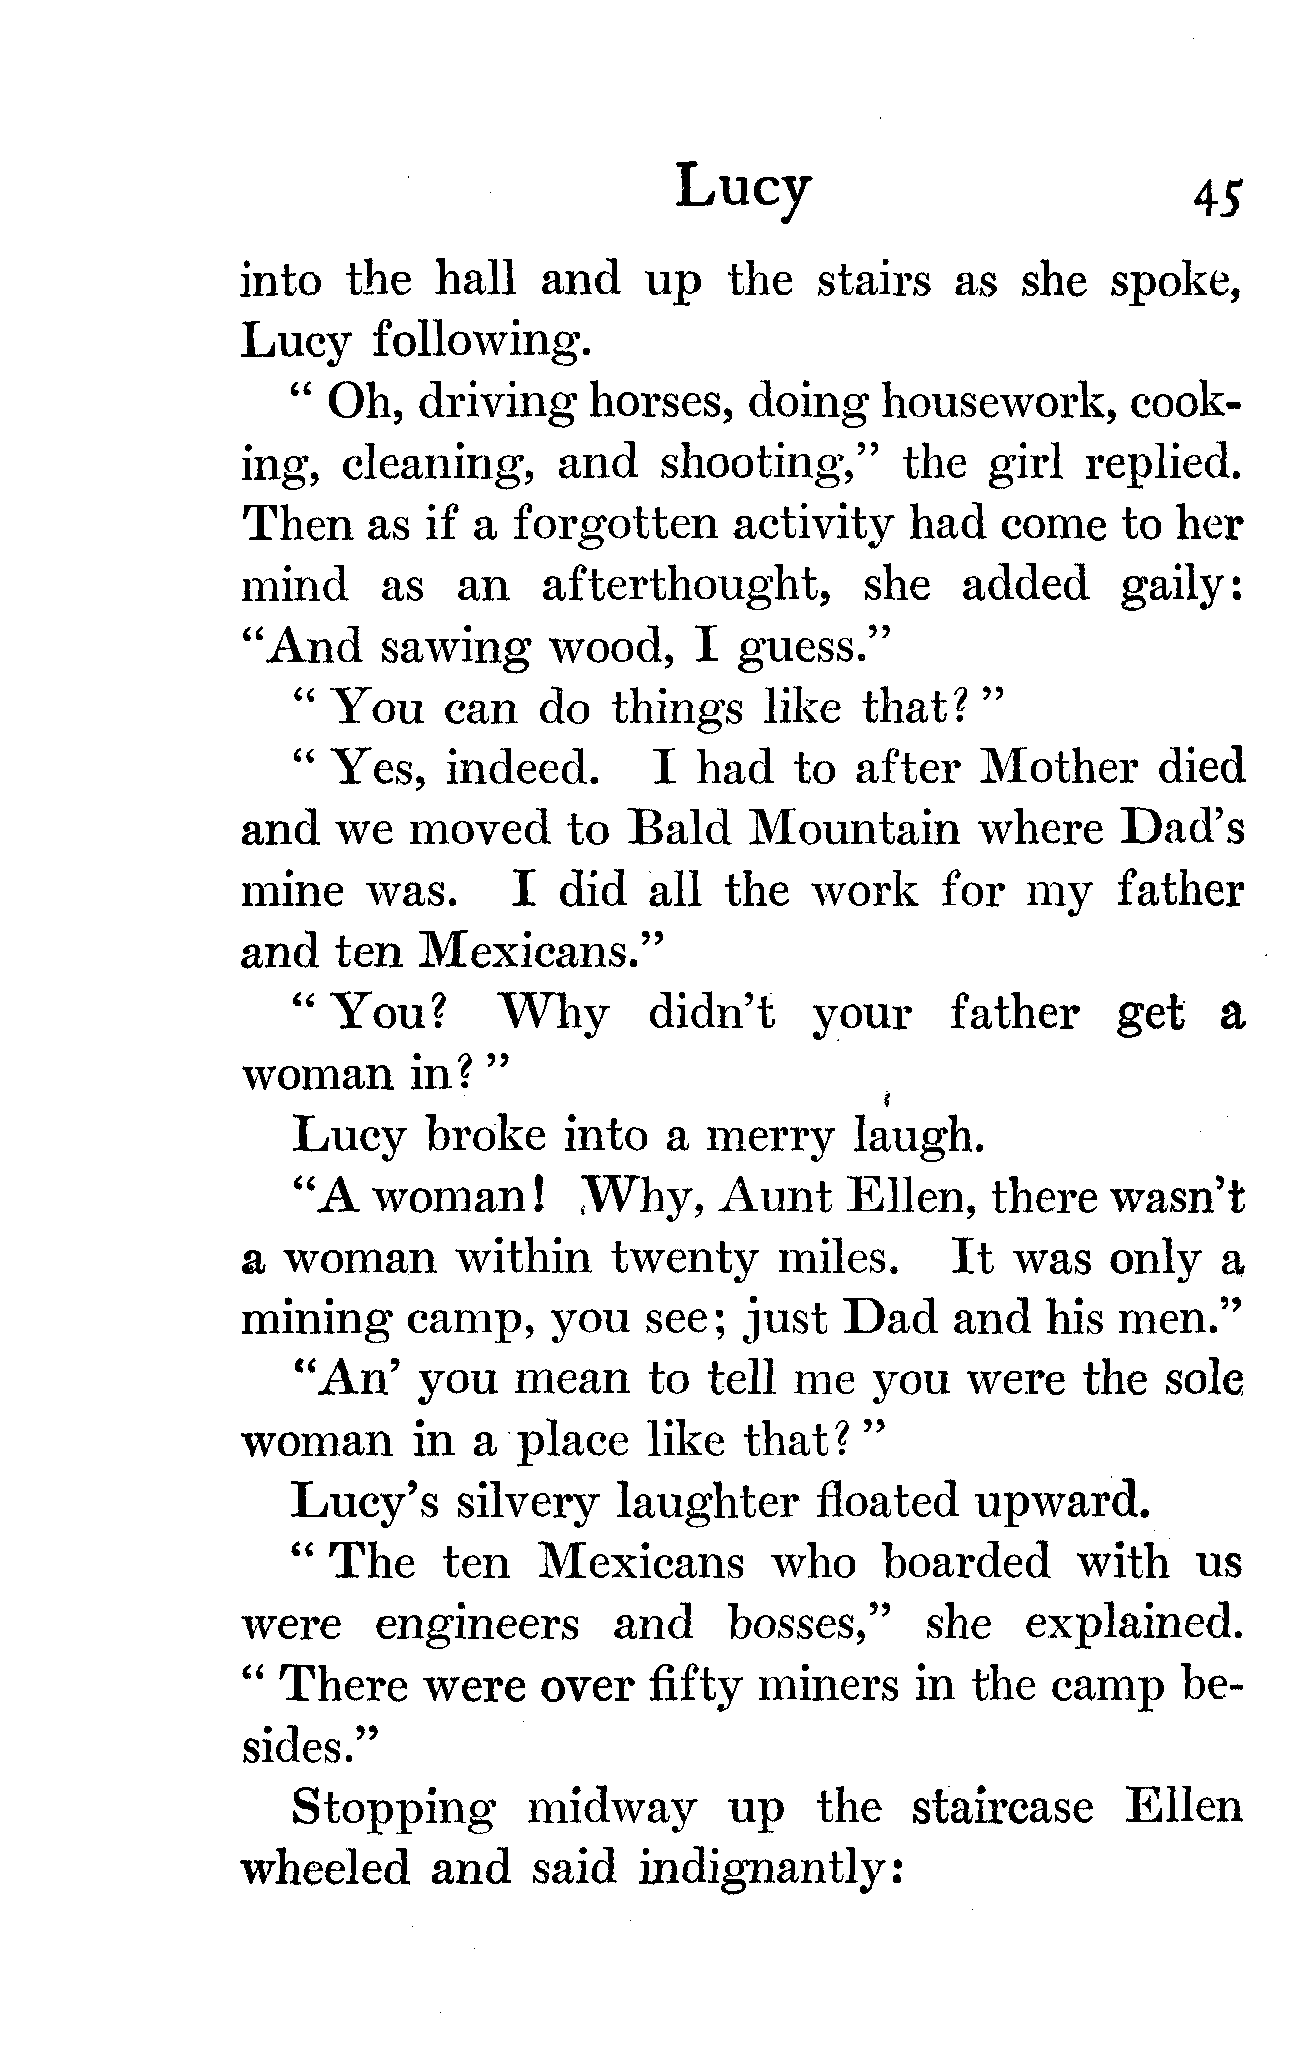 Lucy 45
into the hall and up the stairs as she spoke,
Lucy following.
" Oh, driving horses, doing housework, cook-
ing, cleaning, and shooting," the girl replied.
Then as if a forgotten activity had come to her
mind as an afterthought, she added gaily:
"And sawing wood, I guess."
" You can do things like that? "
" Yes, indeed. I had to after Mother died
and we moved to Bald Mountain where Dad's
mine was. I did all the work for my father
and ten Mexicans."
" You? Why didn't your father get a
woman in? "
Lucy broke into a merry laugh.
"A woman! Why, Aunt Ellen, there wasn't
a woman within twenty miles. It was only a
mining camp, you see; just Dad and his men."
"An' you mean to tell me you were the sole
woman in a place like that? "
Lucy's silvery laughter floated upward.
" The ten Mexicans who boarded with us
were engineers and bosses," she explained.
" There were over fifty miners in the camp be-
sides."
Stopping midway up the staircase Ellen
wheeled and said indignantly: